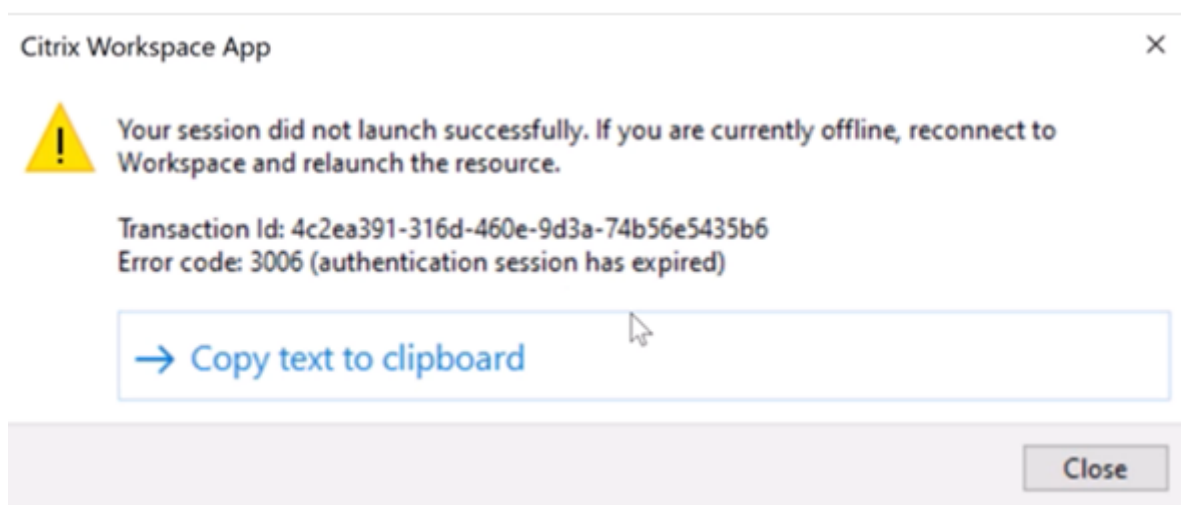 Citrix Workspace App
Your session did not launch successfully. If you are currently offline, reconnect to
Workspace and relaunch the resource.
Transaction Id: 4c2ea391-316d-460e-9d3a-74b56e5435b6
Error code: 3006 (authentication session has expired)
Copy text to clipboard
Close